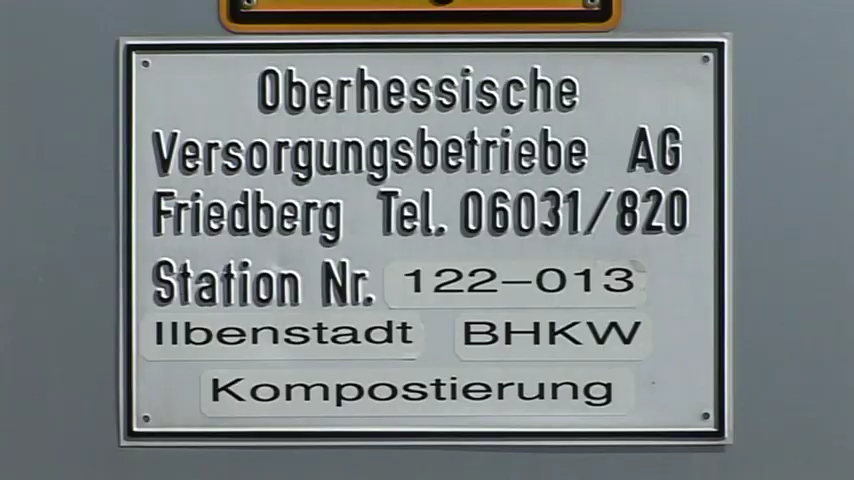 Oberhessische
Versorgungsbetriebe AG
Friedberg Tel. 06031/820
Station Nr. 122-013
Ilbenstadt BHKW
Kompostierung